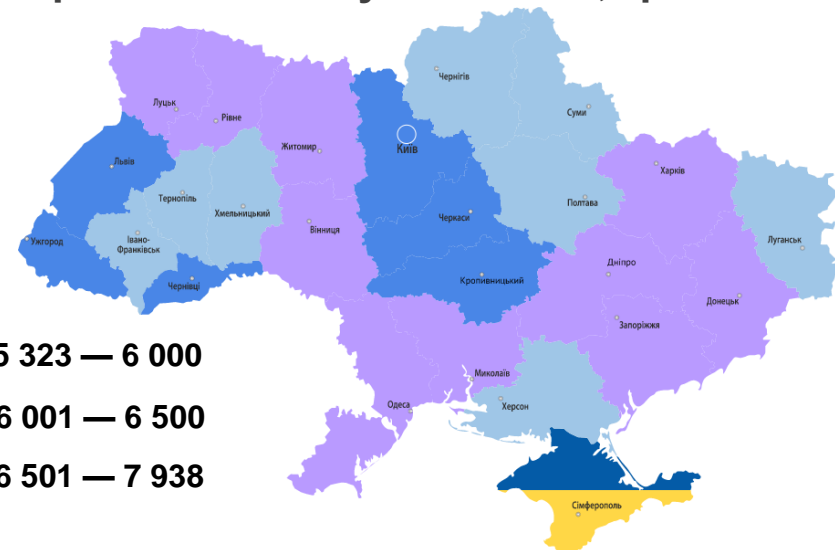 Чернігів
Луцьк
Рівне
Суми
Житомир
Київ
Львів
Харків
Тернопіль
Хмельницький
Полтава
Черкаси
Вінниця
Івано-
Франківськ
Ужгород
Луганськ
Дніпро
Чернівці
Кропивницький
Донецьк
Запоріжжя
5 323 — 6 000
Миколаїв
Одеса
Херсон
6 001 — 6 500
6 501 — 7 938
Сімферополь